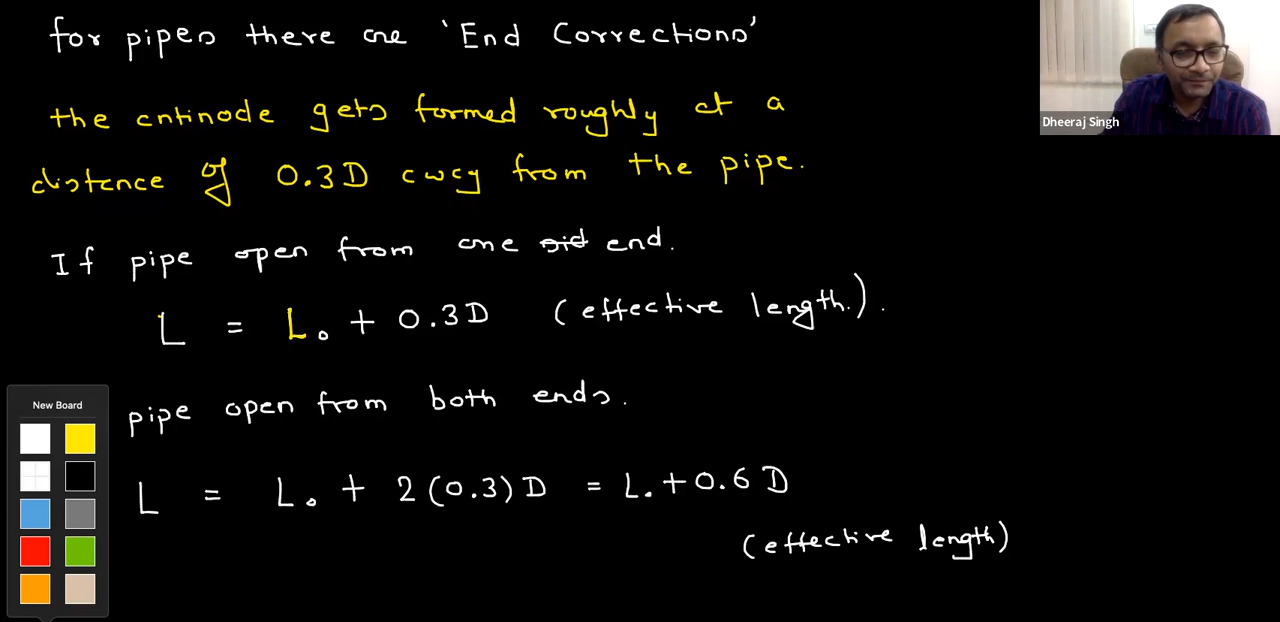 for pipes there are 'End Corrections'
Dheeraj Singh
the antinode gets formed roughly at a
distance of 0.3D away from the pipe.
If pipe open from one sid end.
L = L₀ + 0.3D (effective length.).
New Board
pipe open from both ends.
L = L₀ + 2(0.3)D = L₀ + 0.6D
(effective length)